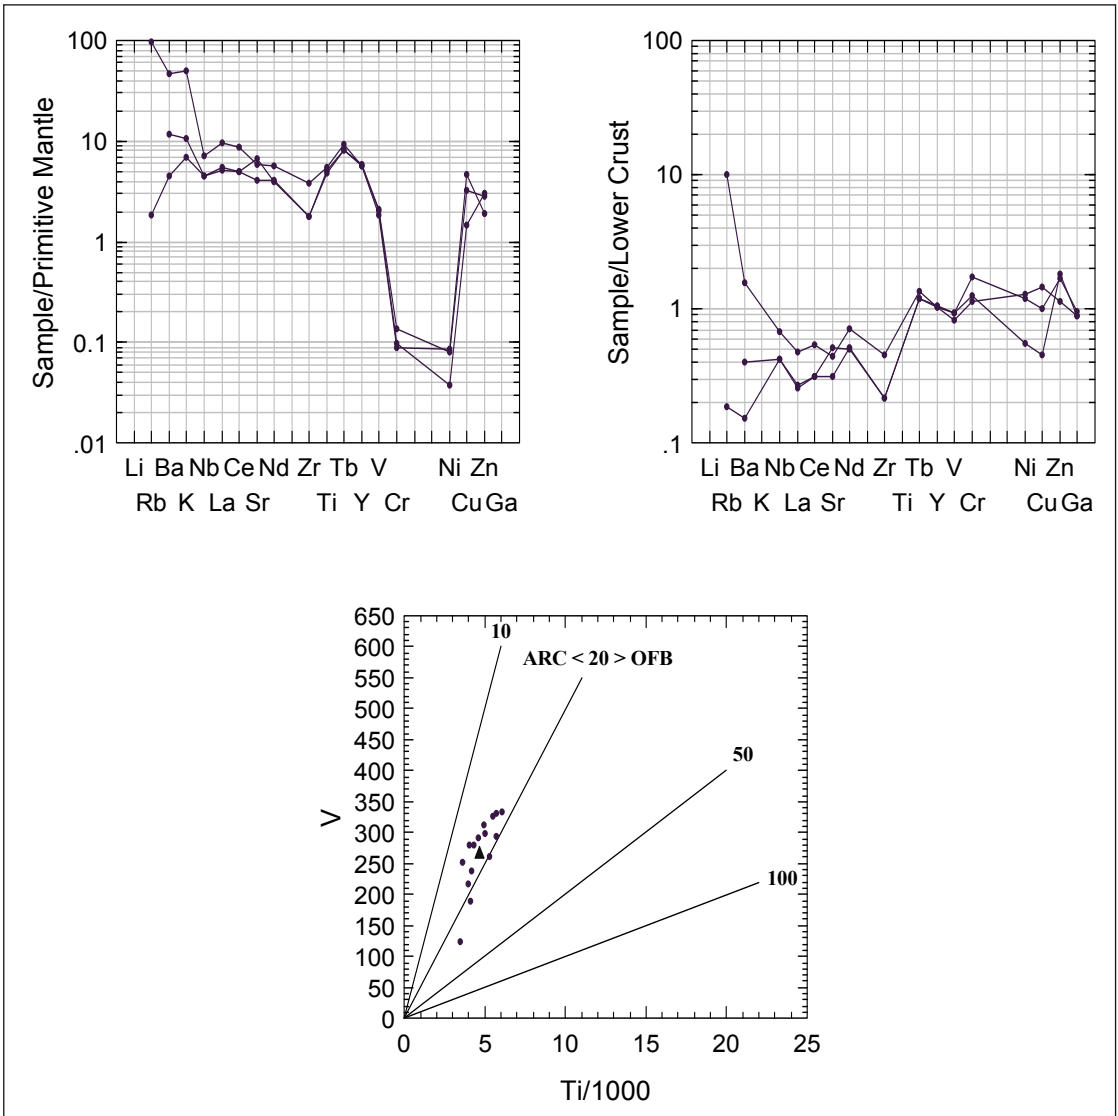 100
10
1
0.1
.01
Sample/Primitive Mantle
Li Ba Nb Ce Nd Zr Tb V Ni Zn
Rb K La Sr Ti Y Cr Cu Ga
100
10
1
.1
Sample/Lower Crust
Li Ba Nb Ce Nd Zr Tb V Ni Zn
Rb K La Sr Ti Y Cr Cu Ga
650
600
550
500
450
400
350
300
250
200
150
100
50
0
V
10
ARC < 20 > OFB
50
100
0 5 10 15 20 25
Ti/1000